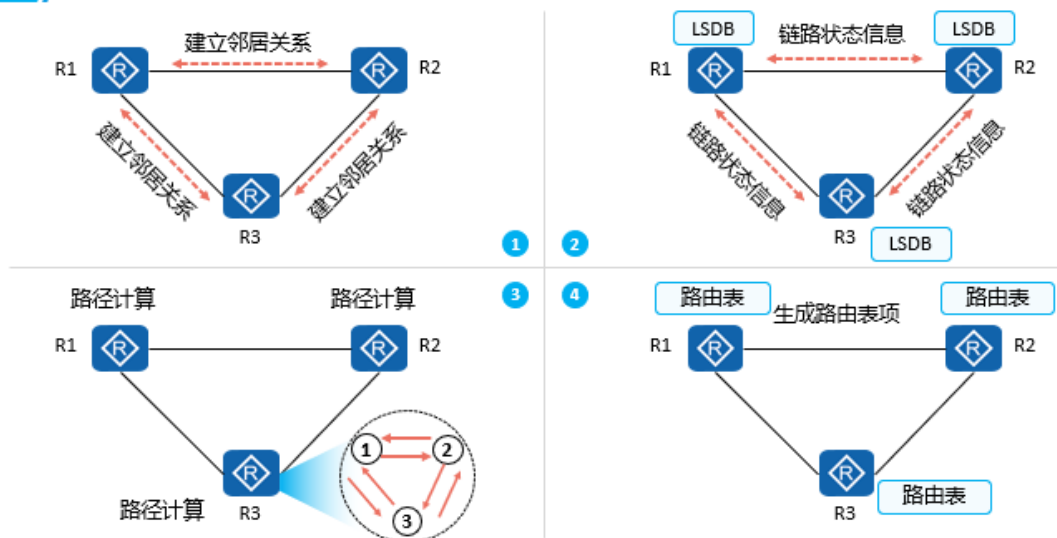 建立邻居关系
R1
R2
建立邻居关系
建立邻居关系
R3
1
LSDB
链路状态信息
LSDB
R1
R2
链路状态信息
链路状态信息
R3
LSDB
2
路径计算
路径计算
3
R1
R2
1
2
3
路径计算
R3
4
路由表
生成路由表项
路由表
R1
R2
路由表
R3